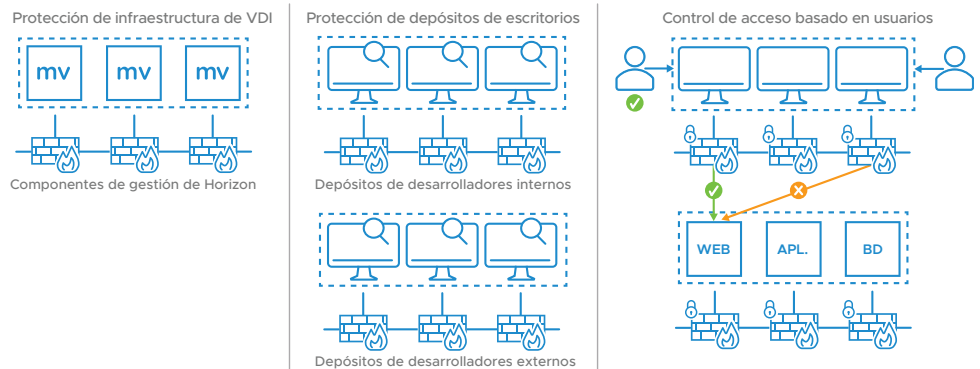 Protección de infraestructura de VDI
mv
mv
mv
Componentes de gestión de Horizon
Protección de depósitos de escritorios
Depósitos de desarrolladores internos
Depósitos de desarrolladores externos
Control de acceso basado en usuarios
WEB
APL.
BD